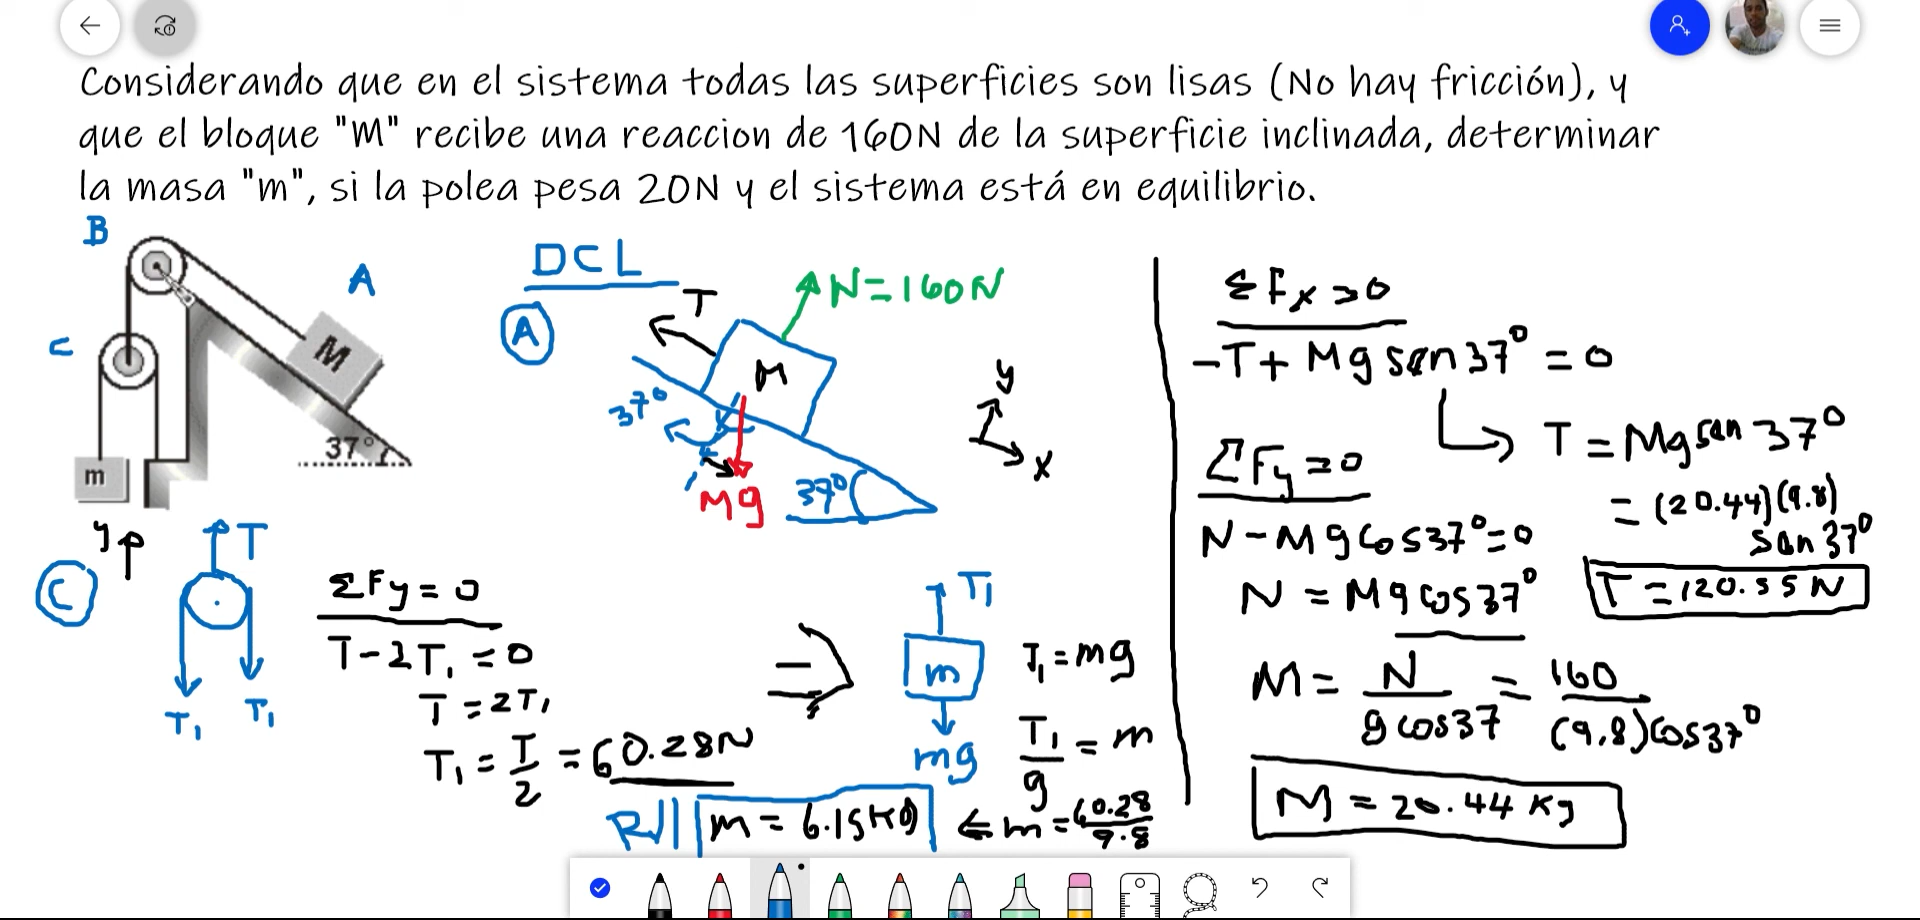 Considerando que en el sistema todas las superficies son lisas (No hay fricción), y
que el bloque "M" recibe una reaccion de 160N de la superficie inclinada, determinar
la masa "m", si la polea pesa 20N y el sistema está en equilibrio.
B
A
C
M
m
37°
DCL
A
T
N=160N
M
37°
Mg
37°
y
x
ΣFx=0
-T+Mg sen 37°=0
T=Mg sen 37°
=(20.44)(9.8)
sen 37°
T=120.55N
ΣFy=0
N-Mg cos37°=0
N=Mg cos37°
M=N/g cos37=160/(9.8)cos37°
M=20.44 Kg
y
C
T
T₁
T₁
ΣFy=0
T-2T₁=0
T=2T₁
T₁=T/2=60.28N
⇒
T₁
m
mg
T₁=mg
T₁/g=m
R// m=6.15Kg ⇐ m=60.28/9.8